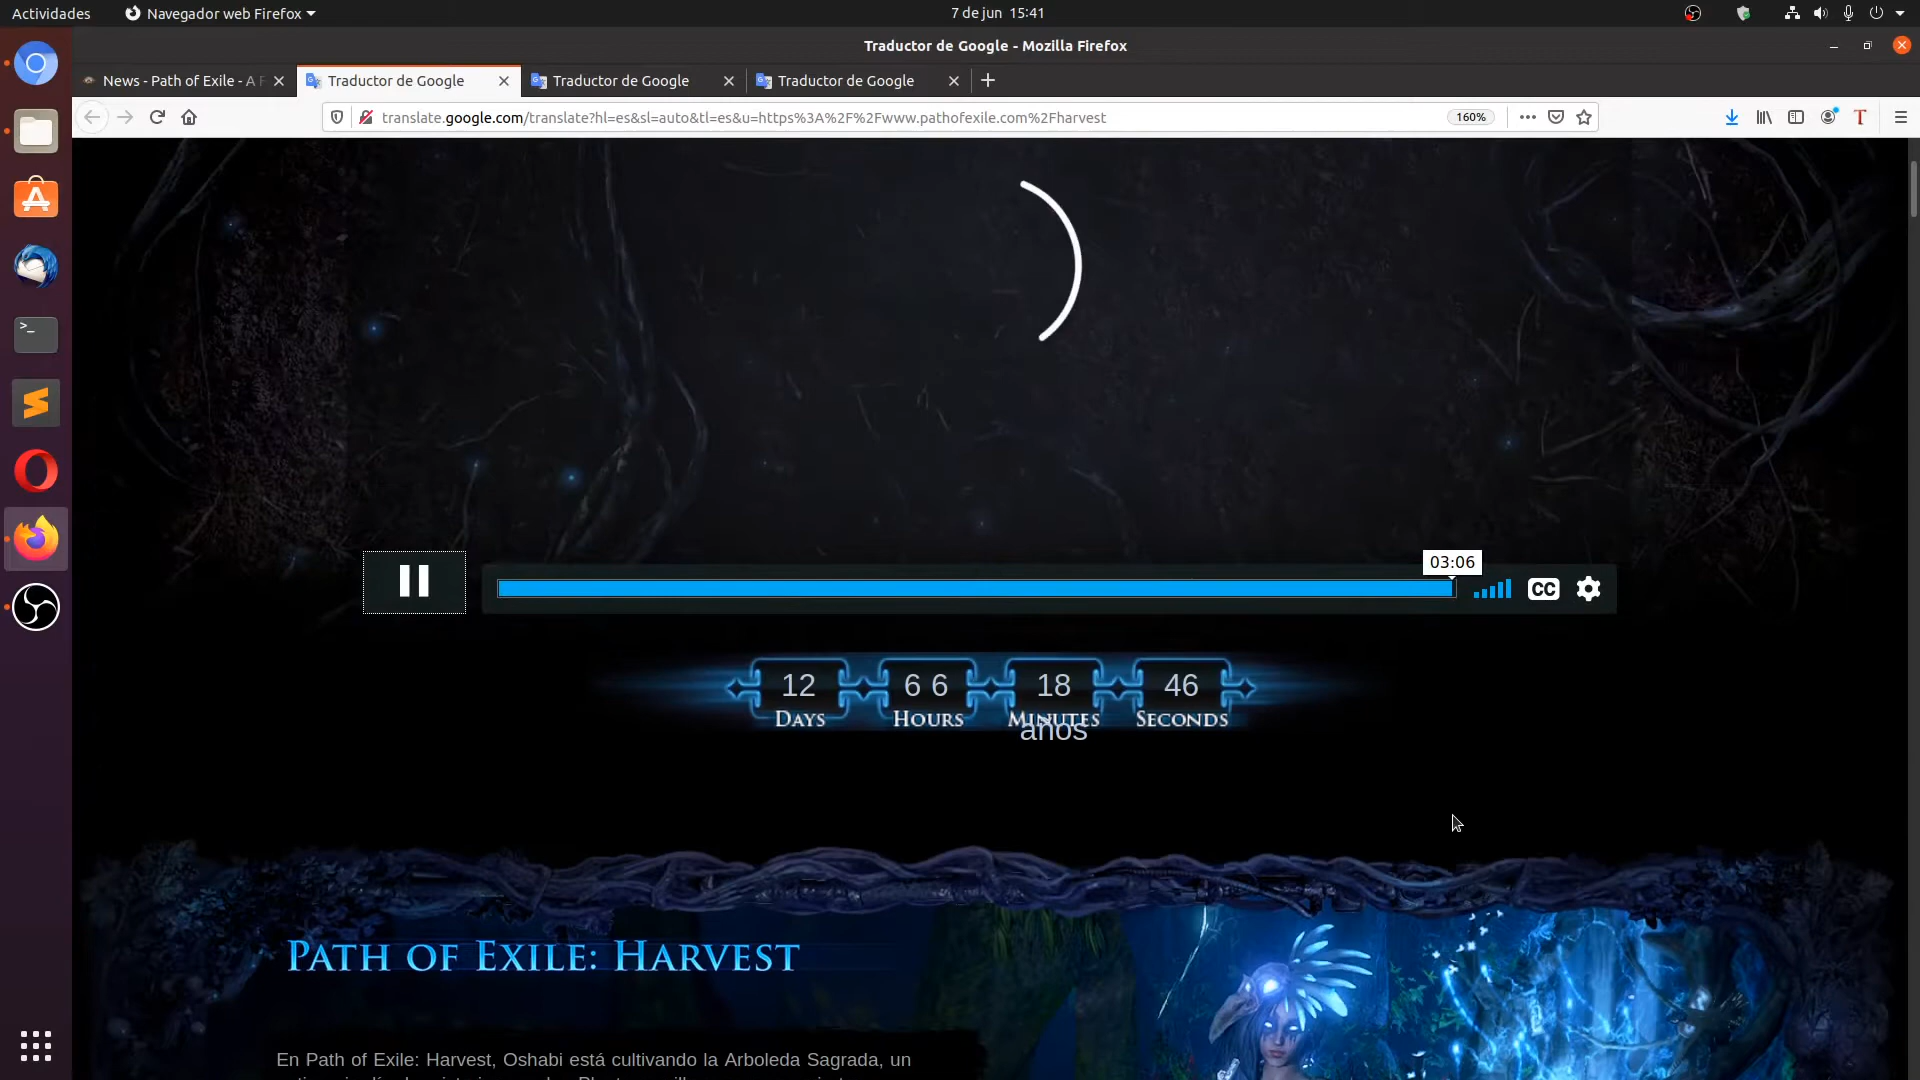 Actividades
Navegador web Firefox
7 de jun 15:41
Traductor de Google - Mozilla Firefox
News - Path of Exile - A F
Traductor de Google
Traductor de Google
Traductor de Google
translate.google.com/translate?hl=es&sl=auto&tl=es&u=https%3A%2F%2Fwww.pathofexile.com%2Fharvest
160%
T
>_
03:06
CC
12
6 6
18
46
DAYS
HOURS
MINUTES
SECONDS
años
PATH OF EXILE: HARVEST
En Path of Exile: Harvest, Oshabi está cultivando la Arboleda Sagrada, un